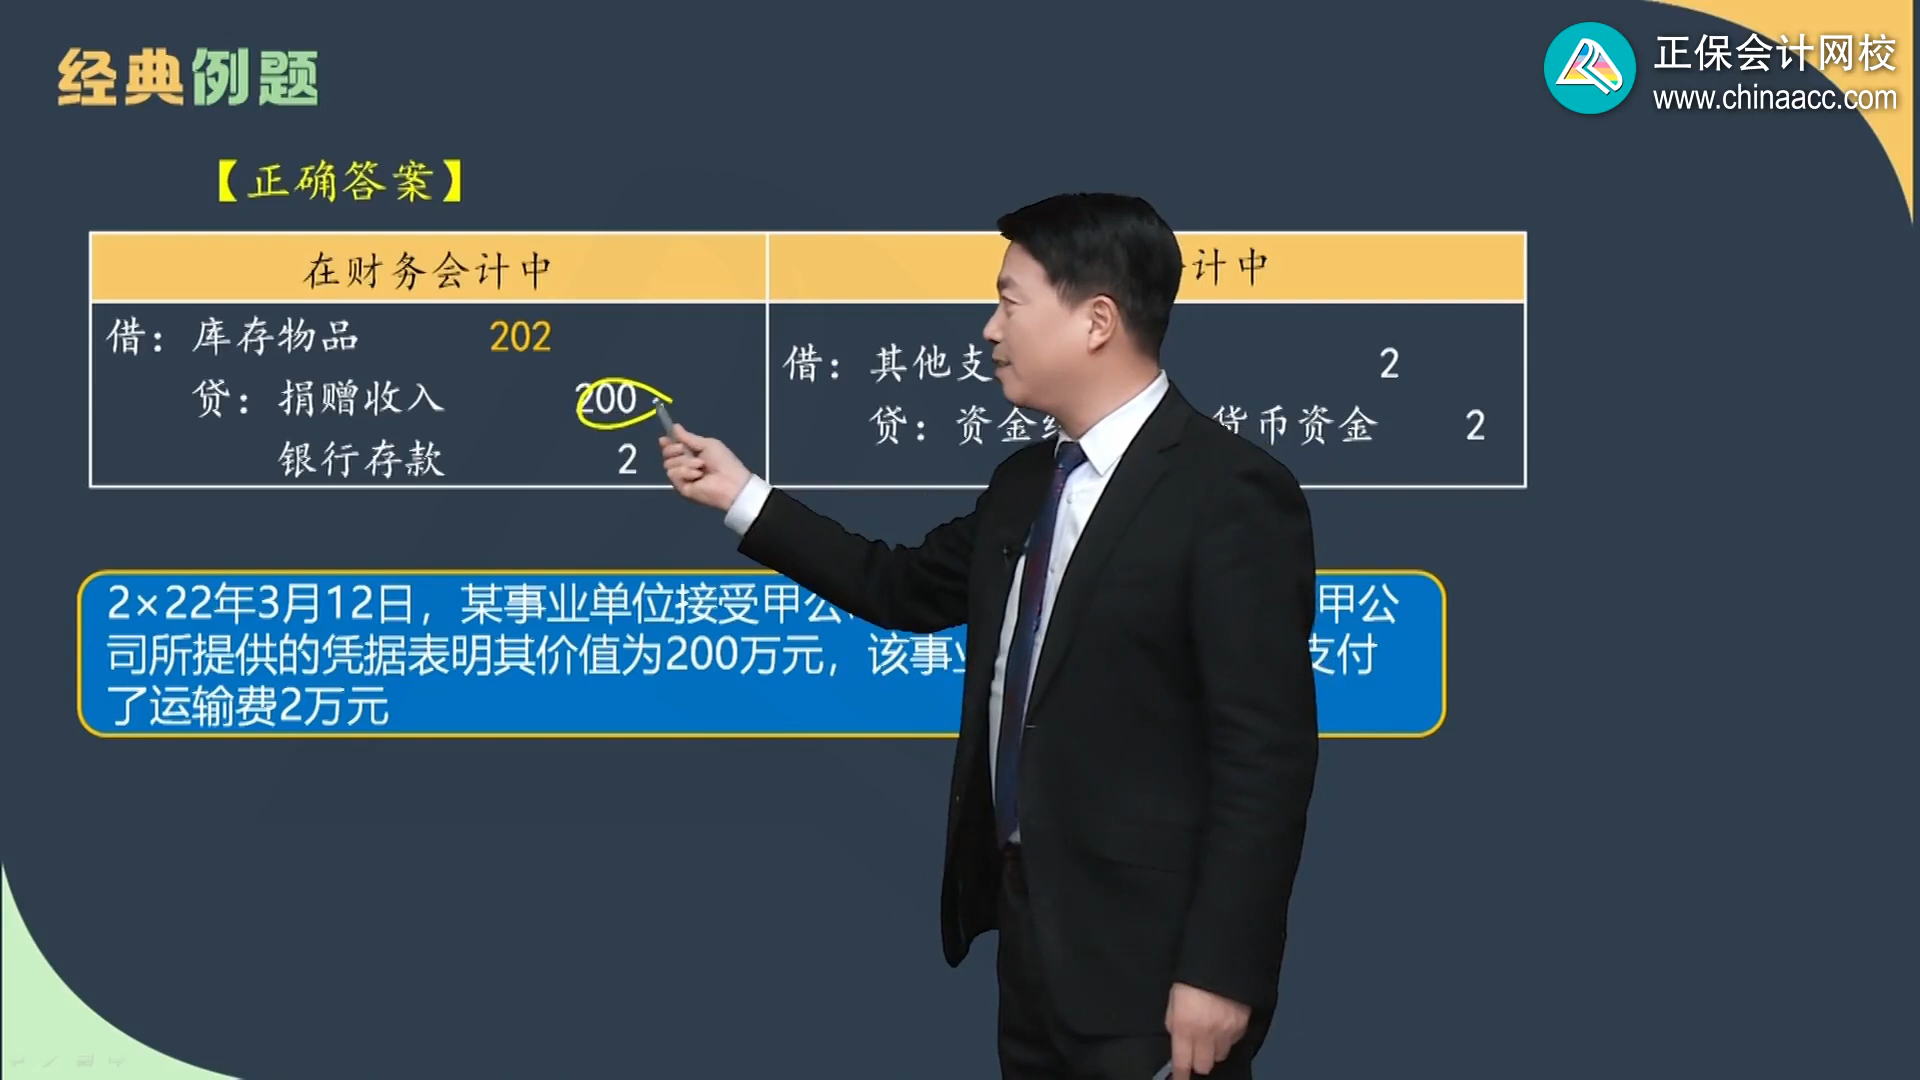 经典例题
正保会计网校
www.chinaacc.com
【正确答案】
在财务会计中
计中
借：库存物品 202
贷：捐赠收入 200
银行存款 2
借：其他支 2
贷：资金 货币资金 2
2×22年3月12日，某事业单位接受甲公 甲公
司所提供的凭据表明其价值为200万元，该事 支付
了运输费2万元